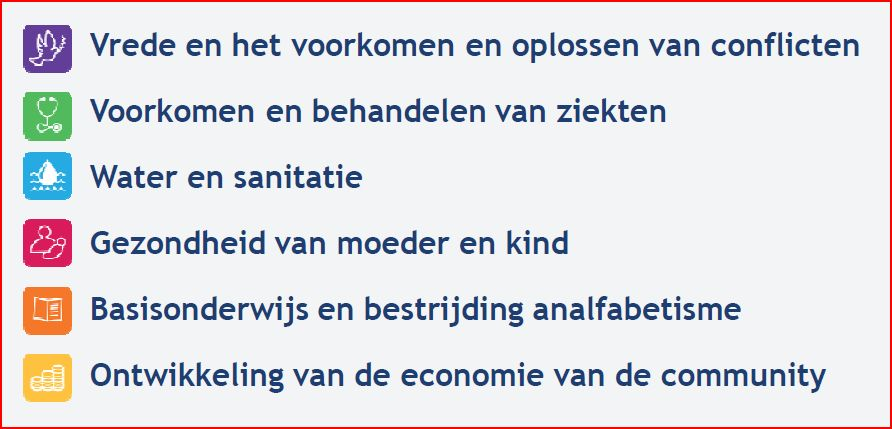 Vrede en het voorkomen en oplossen van conflicten
Voorkomen en behandelen van ziekten
Water en sanitatie
Gezondheid van moeder en kind
Basisonderwijs en bestrijding analfabetisme
Ontwikkeling van de economie van de community